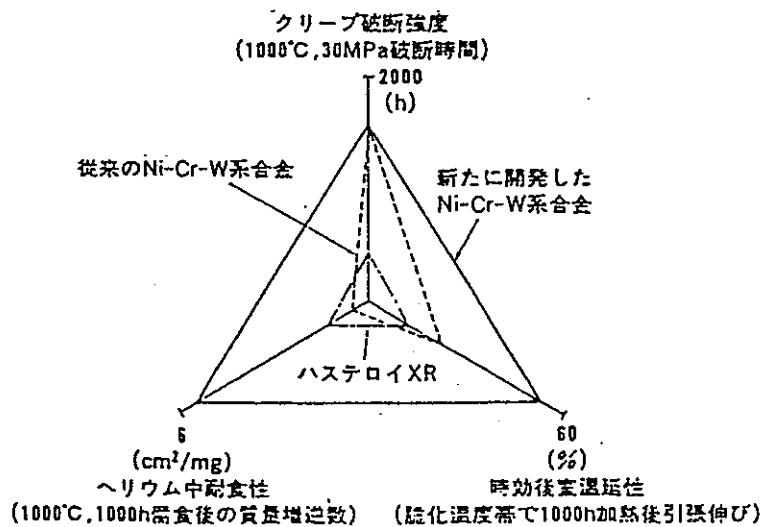 クリープ破断強度
(1000℃,30MPa破断時間)
2000
(h)
従来のNi-Cr-W系合金
新たに開発した
Ni-Cr-W系合金
ハステロイXR
6
(cm²/mg)
ヘリウム中耐食性
(1000℃,1000h腐食後の質量増逆数)
60
(%)
時効後室温延性
(脆化温度帯で1000h加熱後引張伸び)